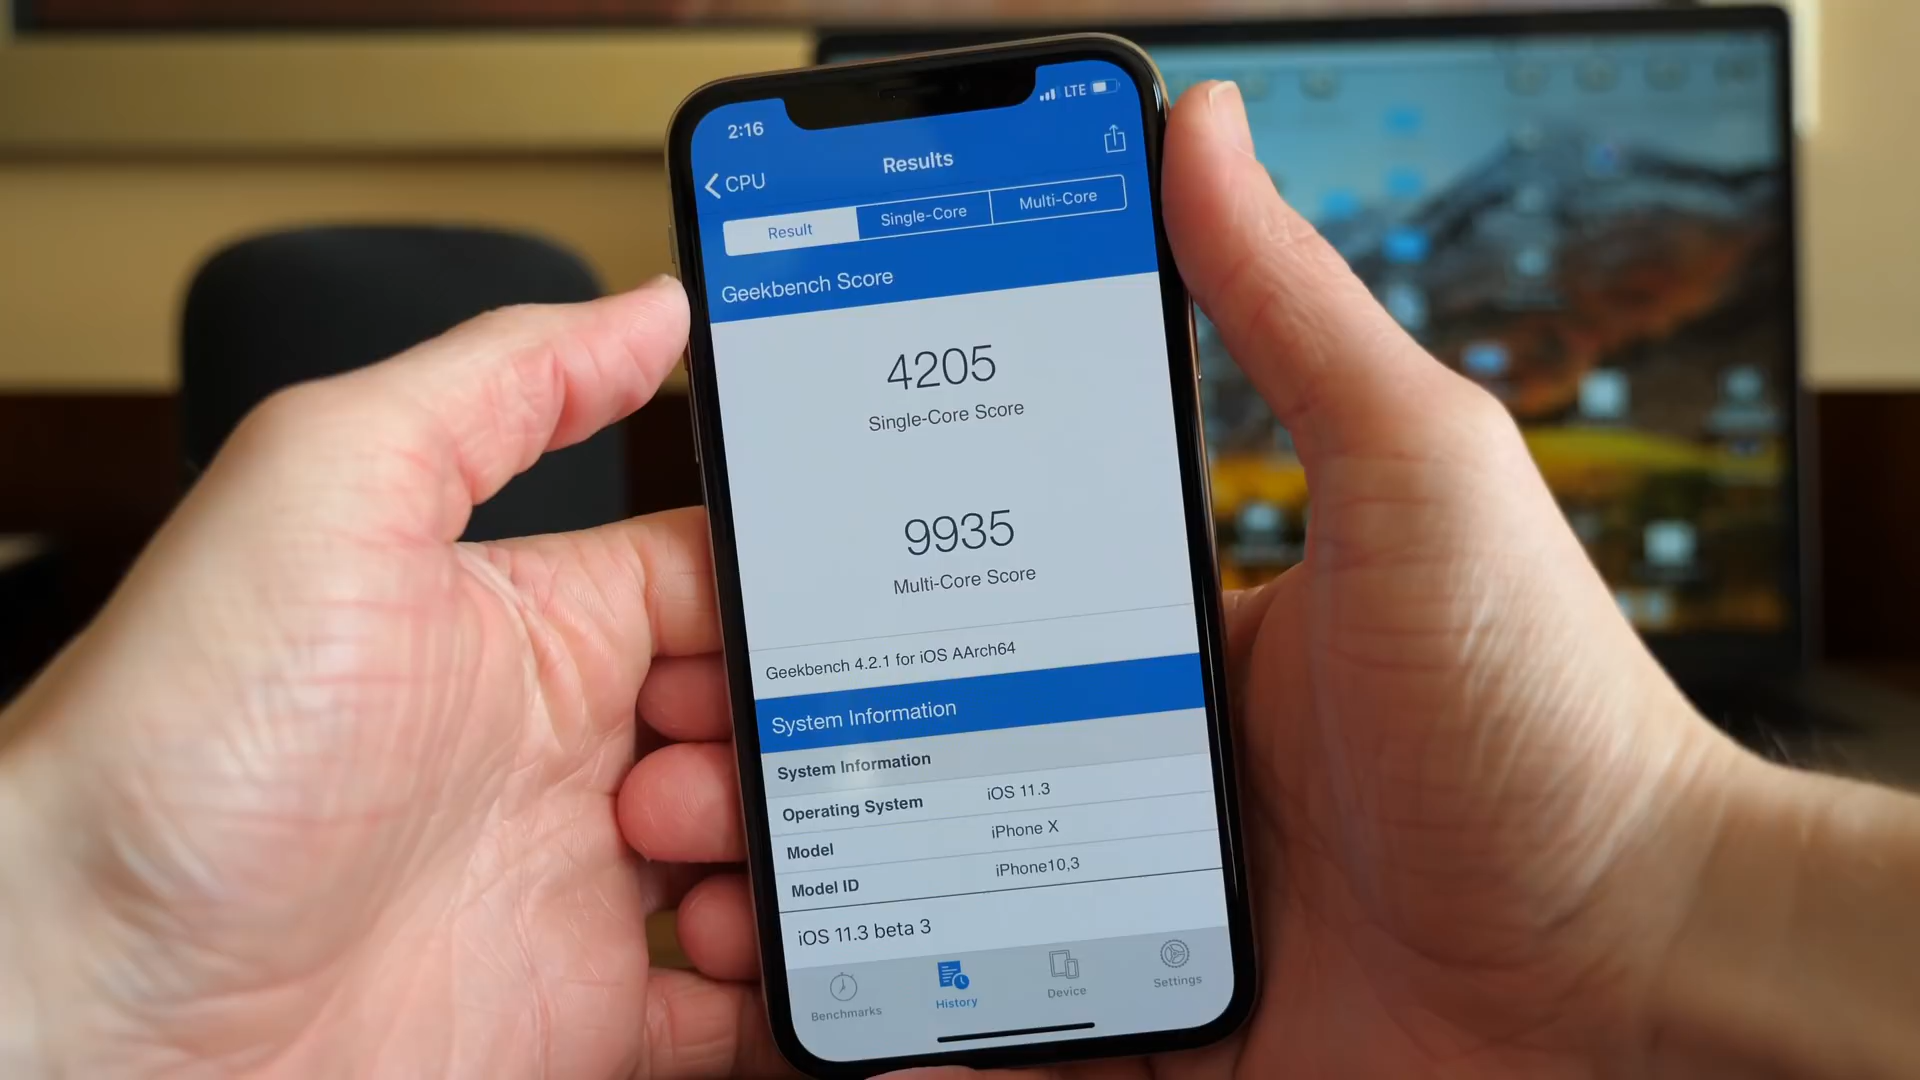 2:16 LTE
CPU Results
Result Single-Core Multi-Core
Geekbench Score
4205
Single-Core Score
9935
Multi-Core Score
Geekbench 4.2.1 for iOS AArch64
System Information
System Information
Operating System iOS 11.3
Model iPhone X
Model ID iPhone10,3
iOS 11.3 beta 3
Benchmarks History Device Settings